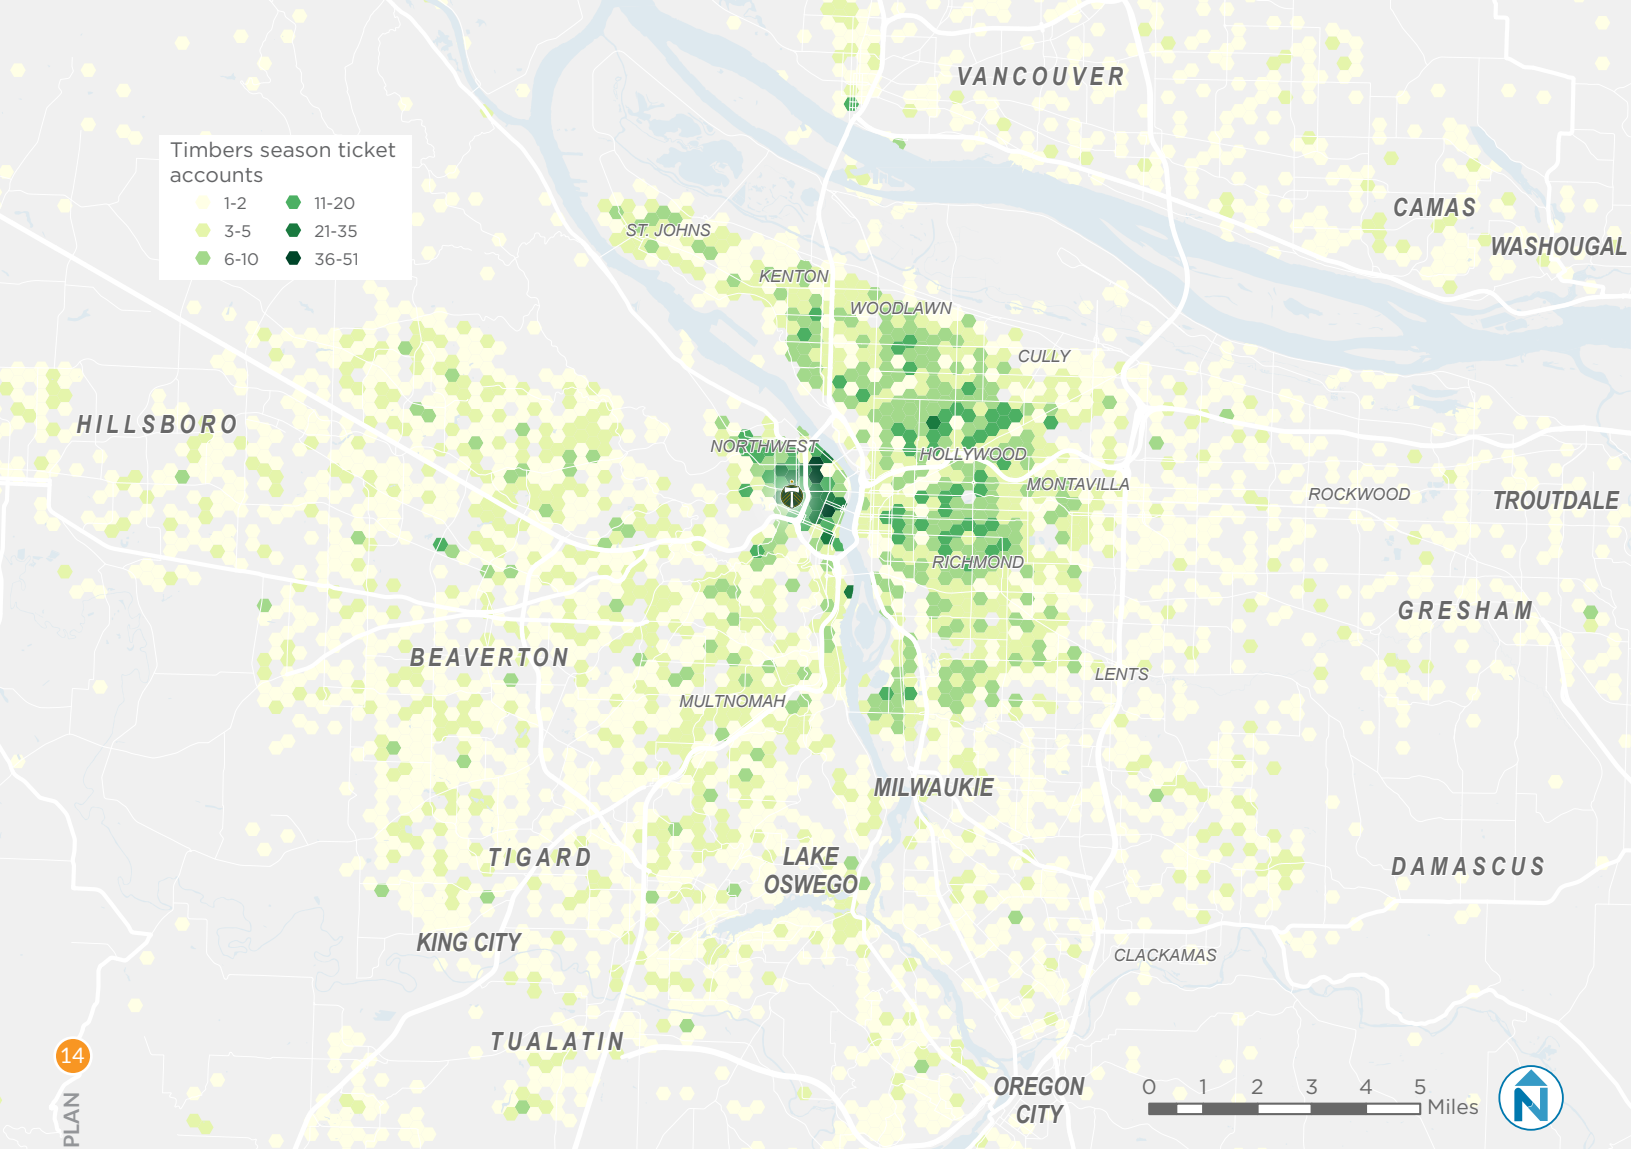 VANCOUVER
Timbers season ticket
accounts
1-2
11-20
3-5
21-35
6-10
36-51
CAMAS
WASHOUGAL
ST. JOHNS
KENTON
WOODLAWN
CULLY
HILLSBORO
NORTHWEST
HOLLYWOOD
MONTAVILLA
ROCKWOOD
TROUTDALE
T
RICHMOND
GRESHAM
BEAVERTON
LENTS
MULTNOMAH
MILWAUKIE
TIGARD
LAKE
OSWEGO
DAMASCUS
KING CITY
CLACKAMAS
TUALATIN
14
OREGON
CITY
0 1 2 3 4 5
Miles
N
PLAN